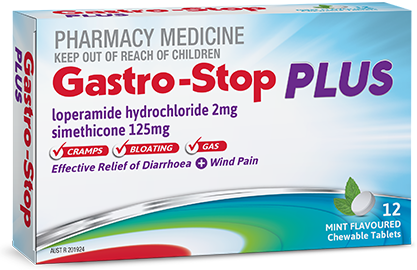 PHARMACY MEDICINE
KEEP OUT OF REACH OF CHILDREN
Gastro-Stop PLUS
loperamide hydrochloride 2mg
simethicone 125mg
CRAMPS BLOATING GAS
Effective Relief of Diarrhoea + Wind Pain
12
MINT FLAVOURED
Chewable Tablets
AUST R 201924
Gastro-Stop
PLUS